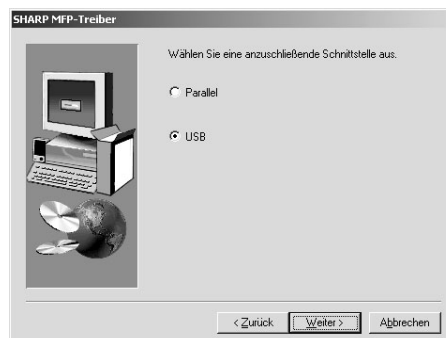 SHARP MFP-Treiber
Wählen Sie eine anzuschließende Schnittstelle aus.
Parallel
USB
< Zurück Weiter > Abbrechen